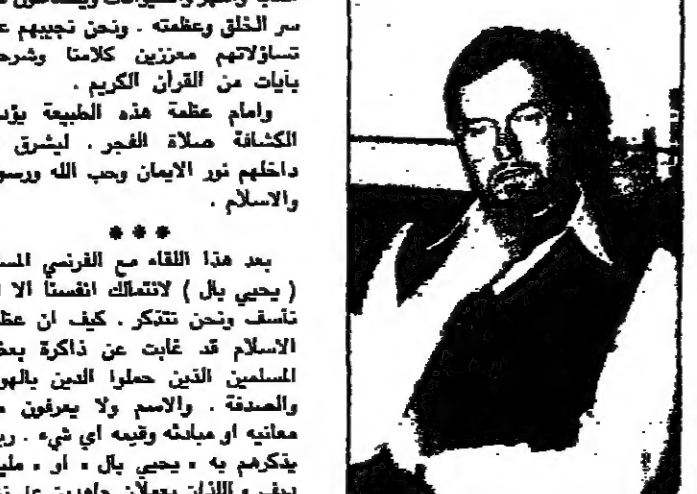 سر الخلق وعظمته . ونحن نجيبهم ع
تساؤلاتهم معززين كلامنا وشرح
بآيات من القرآن الكريم .
وامام عظمة هذه الطبيعة يؤد
الكشافة صلاة الفجر . ليشرق
داخلهم نور الايمان وحب الله ورسو
والاسلام .
***
بعد هذا اللقاء مع الفرنسي المس
( يحيي بال ) لانتمالك انفسنا الا ا
نأسف ونحن نتذكر . كيف ان عظ
الاسلام قد غابت عن ذاكرة بعض
المسلمين الذين حملوا الدين بالهو
والصدفة . والاسم ولا يعرفون م
معانيه او مبادئه وقيمه اي شيء . رب
يذكرهم به « يحيي بال » او « ملي